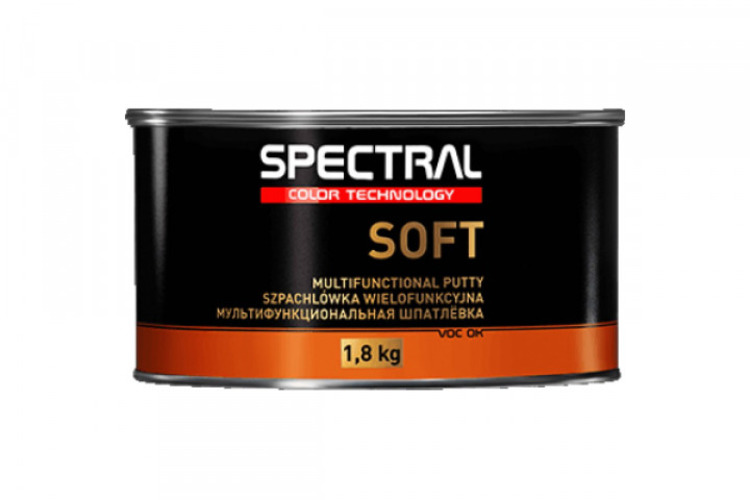 SPECTRAL
COLOR TECHNOLOGY
SOFT
MULTIFUNCTIONAL PUTTY
SZPACHLÓWKA WIELOFUNKCYJNA
МУЛЬТИФУНКЦИОНАЛЬНАЯ ШПАТЛЁВКА
VOC OK
1,8 kg